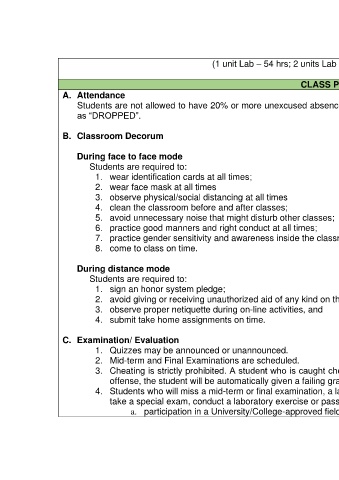 (1 unit Lab – 54 hrs; 2 units Lab
CLASS P
A. Attendance
Students are not allowed to have 20% or more unexcused absenc
as “DROPPED”.
B. Classroom Decorum
During face to face mode
Students are required to:
1. wear identification cards at all times;
2. wear face mask at all times
3. observe physical/social distancing at all times
4. clean the classroom before and after classes;
5. avoid unnecessary noise that might disturb other classes;
6. practice good manners and right conduct at all times;
7. practice gender sensitivity and awareness inside the classr
8. come to class on time.
During distance mode
Students are required to:
1. sign an honor system pledge;
2. avoid giving or receiving unauthorized aid of any kind on th
3. observe proper netiquette during on-line activities, and
4. submit take home assignments on time.
C. Examination/ Evaluation
1. Quizzes may be announced or unannounced.
2. Mid-term and Final Examinations are scheduled.
3. Cheating is strictly prohibited. A student who is caught che
offense, the student will be automatically given a failing gra
4. Students who will miss a mid-term or final examination, a la
take a special exam, conduct a laboratory exercise or pass
a. participation in a University/College-approved field